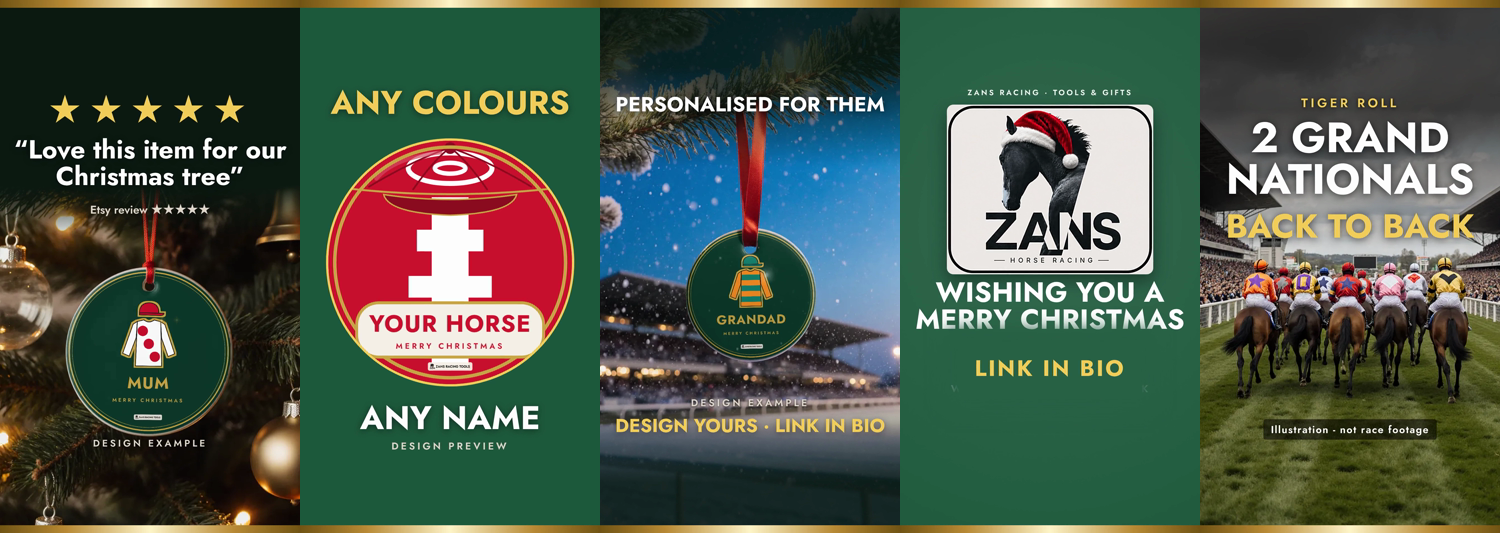 ★★★★★
“Love this item for our
Christmas tree”
Etsy review ★★★★★
MUM
MERRY CHRISTMAS
ZANS RACING TOOLS
DESIGN EXAMPLE
ANY COLOURS
YOUR HORSE
MERRY CHRISTMAS
ZANS RACING TOOLS
ANY NAME
DESIGN PREVIEW
PERSONALISED FOR THEM
GRANDAD
MERRY CHRISTMAS
DESIGN EXAMPLE
DESIGN YOURS · LINK IN BIO
ZANS RACING · TOOLS & GIFTS
ZANS
HORSE RACING
WISHING YOU A
MERRY CHRISTMAS
LINK IN BIO
TIGER ROLL
2 GRAND
NATIONALS
BACK TO BACK
Illustration - not race footage